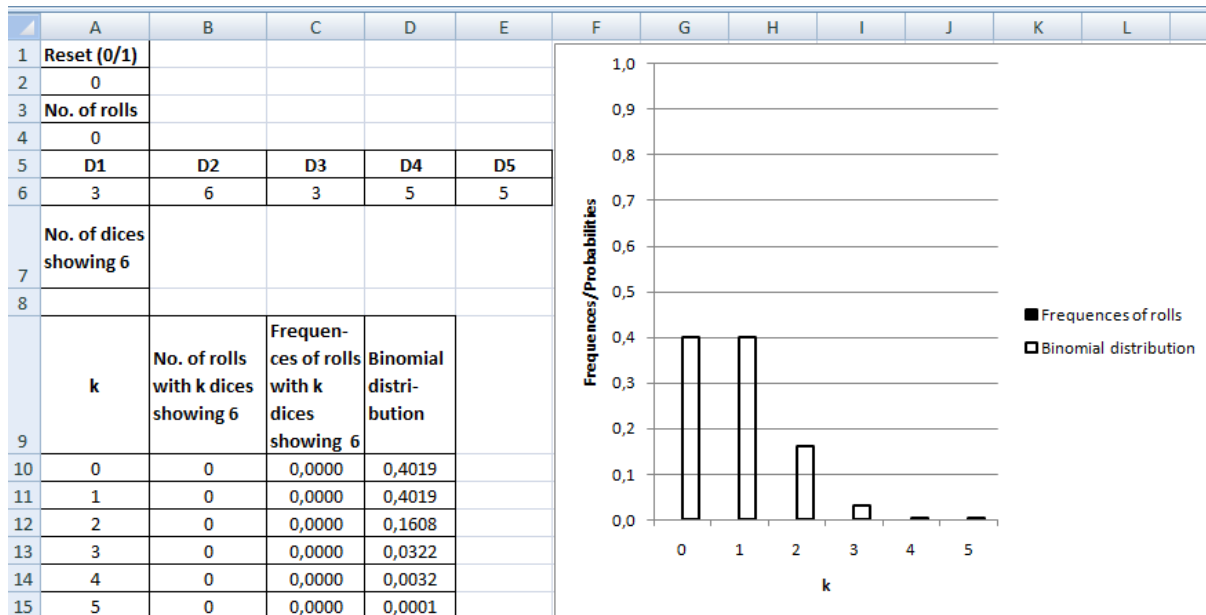 A B C D E F G H I J K L
1 Reset (0/1)
2 0
3 No. of rolls
4 0
5 D1 D2 D3 D4 D5
6 3 6 3 5 5
No. of dices
7 showing 6
8
9 k
No. of rolls
with k dices
showing 6
Frequen-
ces of rolls
with k
dices
showing 6
Binomial
distri-
bution
10 0 0 0,0000 0,4019
11 1 0 0,0000 0,4019
12 2 0 0,0000 0,1608
13 3 0 0,0000 0,0322
14 4 0 0,0000 0,0032
15 5 0 0,0000 0,0001
Frequences/Probabilities
1,0
0,9
0,8
0,7
0,6
0,5
0,4
0,3
0,2
0,1
0,0
0 1 2 3 4 5
k
Frequences of rolls
Binomial distribution